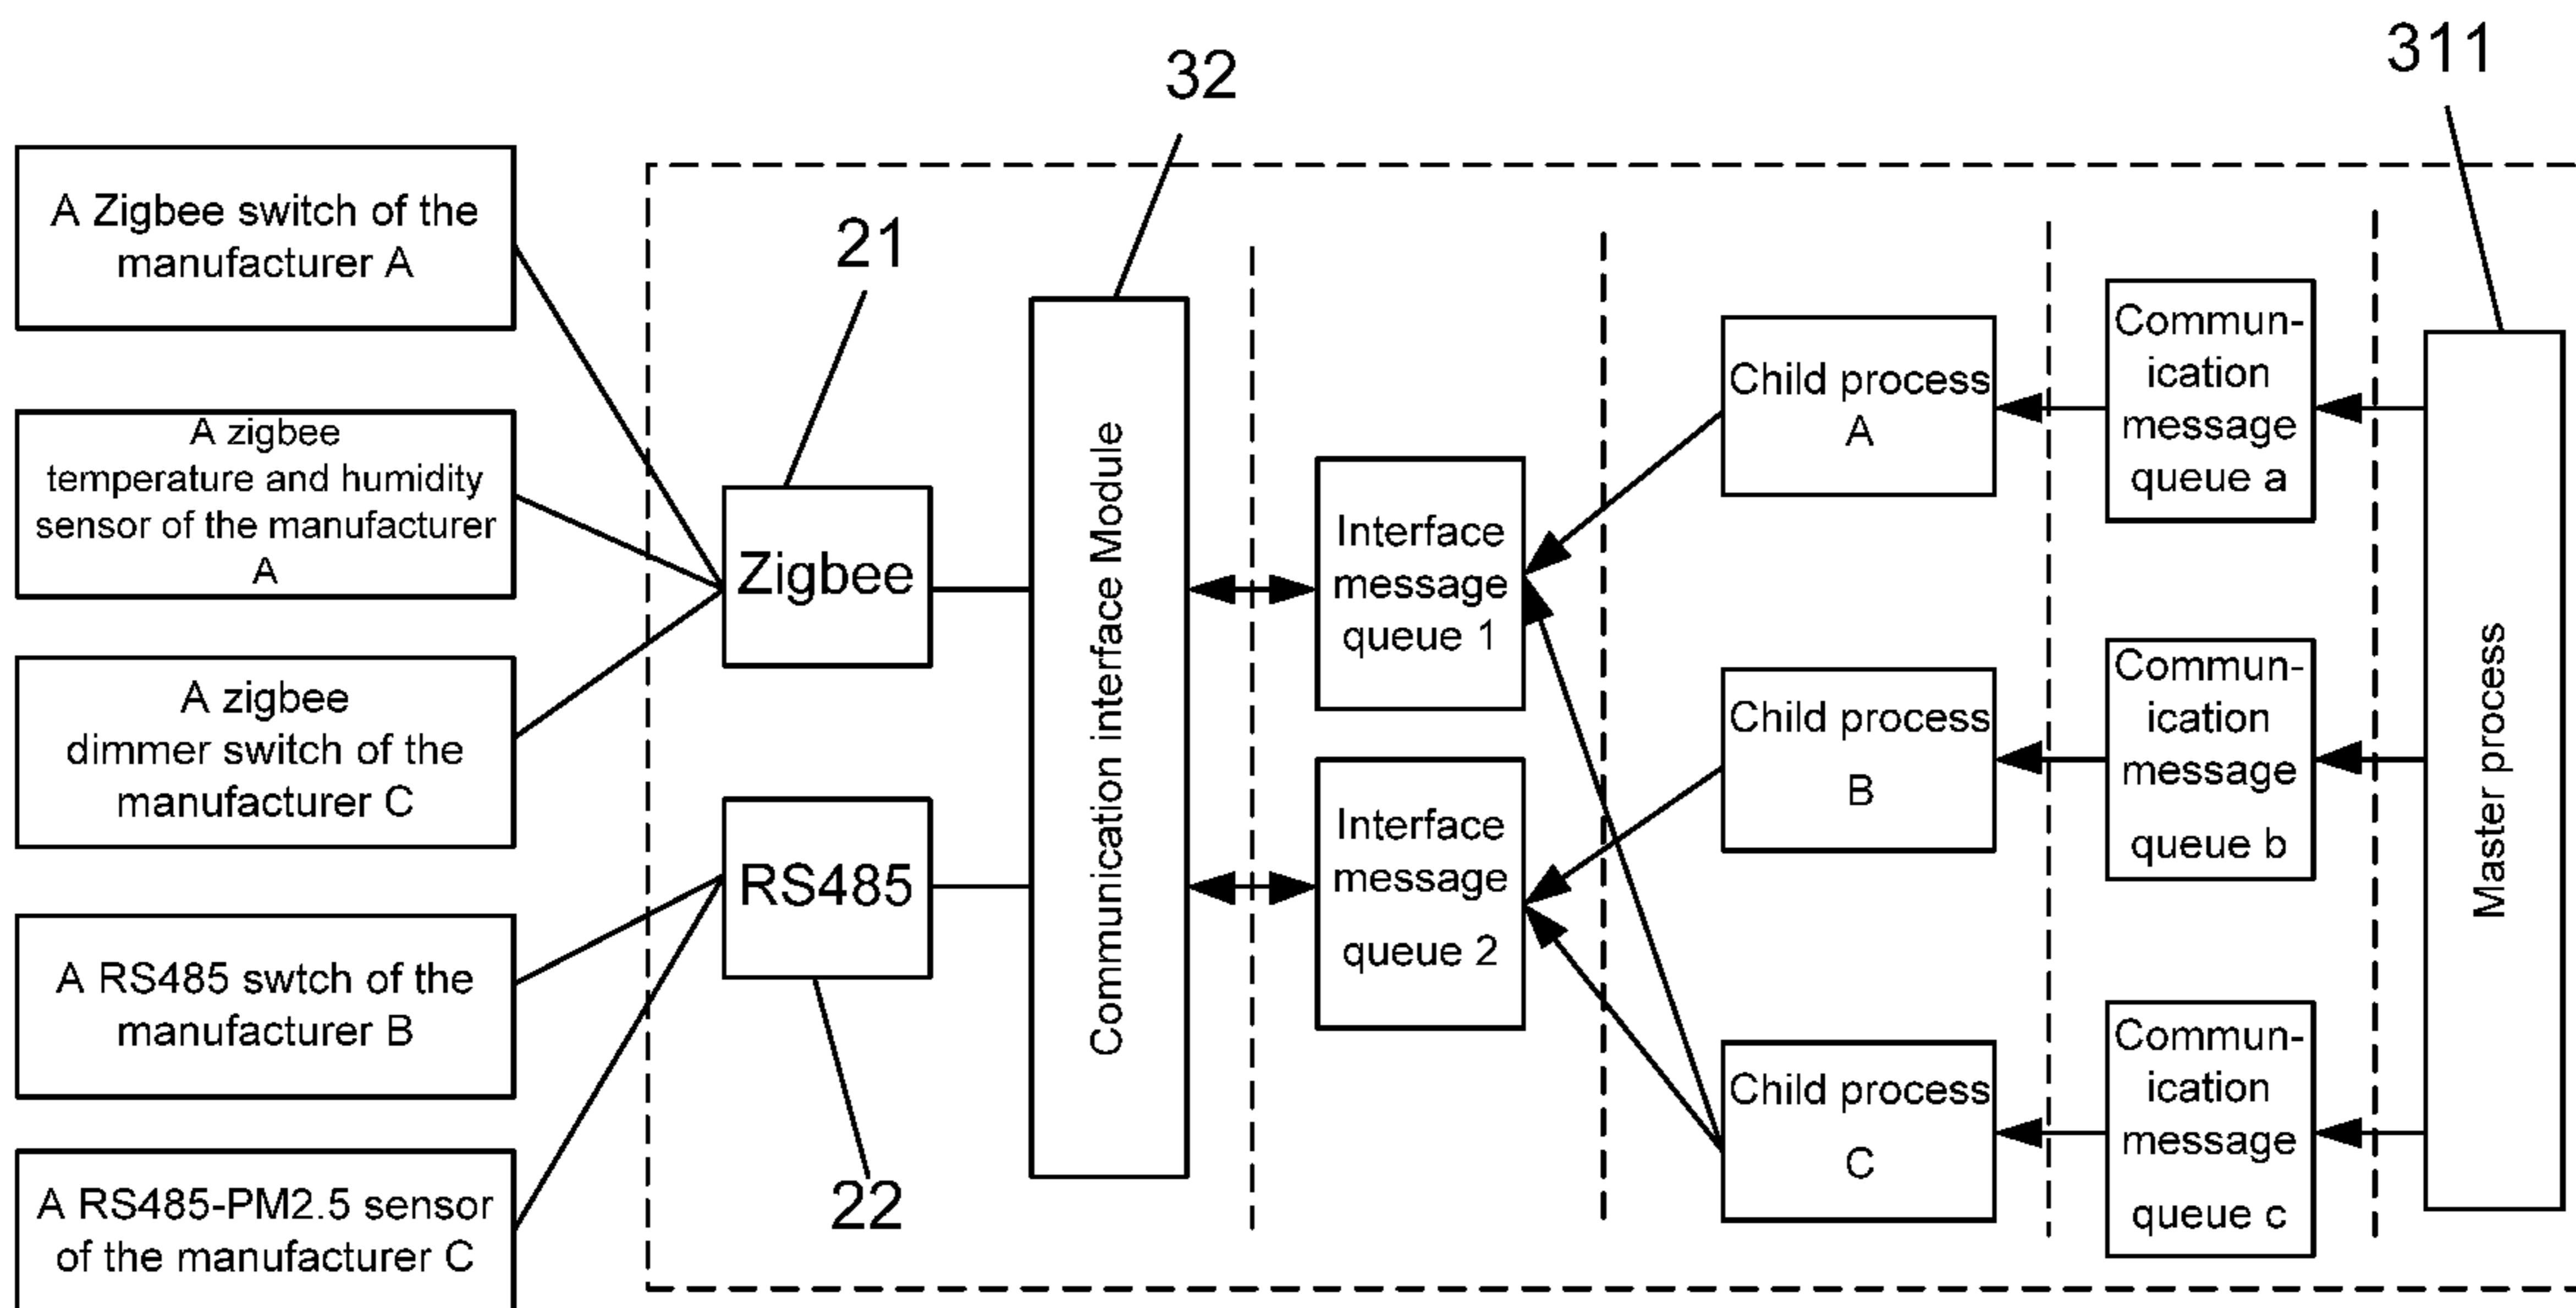 311
32
A Zigbee switch of the
manufacturer A
21
A zigbee
temperature and humidity
sensor of the manufacturer
A
A zigbee
dimmer switch of the
manufacturer C
A RS485 swtch of the
manufacturer B
A RS485-PM2.5 sensor
of the manufacturer C
Zigbee
RS485
22
Communication interface Module
Interface
message
queue 1
Interface
message
queue 2
Child process
A
Child process
B
Child process
C
Commun-
ication
message
queue a
Commun-
ication
message
queue b
Commun-
ication
message
queue c
Master process